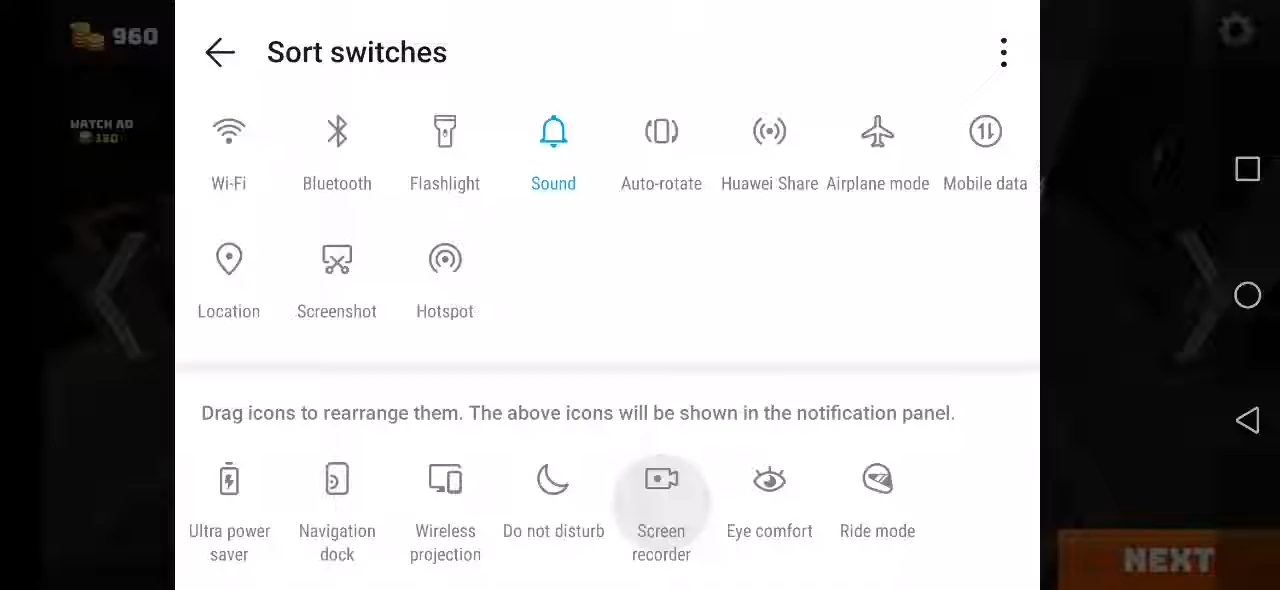 960
Sort switches
WATCH AD
Wi-Fi Bluetooth Flashlight Sound Auto-rotate Huawei Share Airplane mode Mobile data
Location Screenshot Hotspot
Drag icons to rearrange them. The above icons will be shown in the notification panel.
Ultra power saver
Navigation dock
Wireless projection
Do not disturb
Screen recorder
Eye comfort
Ride mode
NEXT